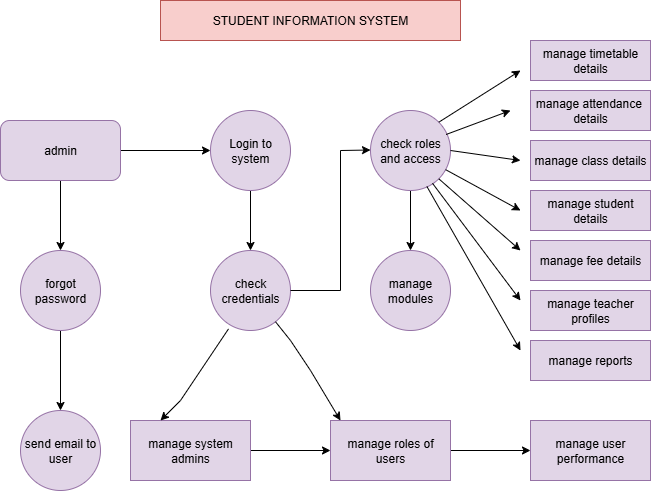 STUDENT INFORMATION SYSTEM
manage timetable
details
manage attendance
details
admin
Login to
system
check roles
and access
manage class details
manage student
details
manage fee details
forgot
password
check
credentials
manage
modules
manage teacher
profiles
manage reports
send email to
user
manage system
admins
manage roles of
users
manage user
performance